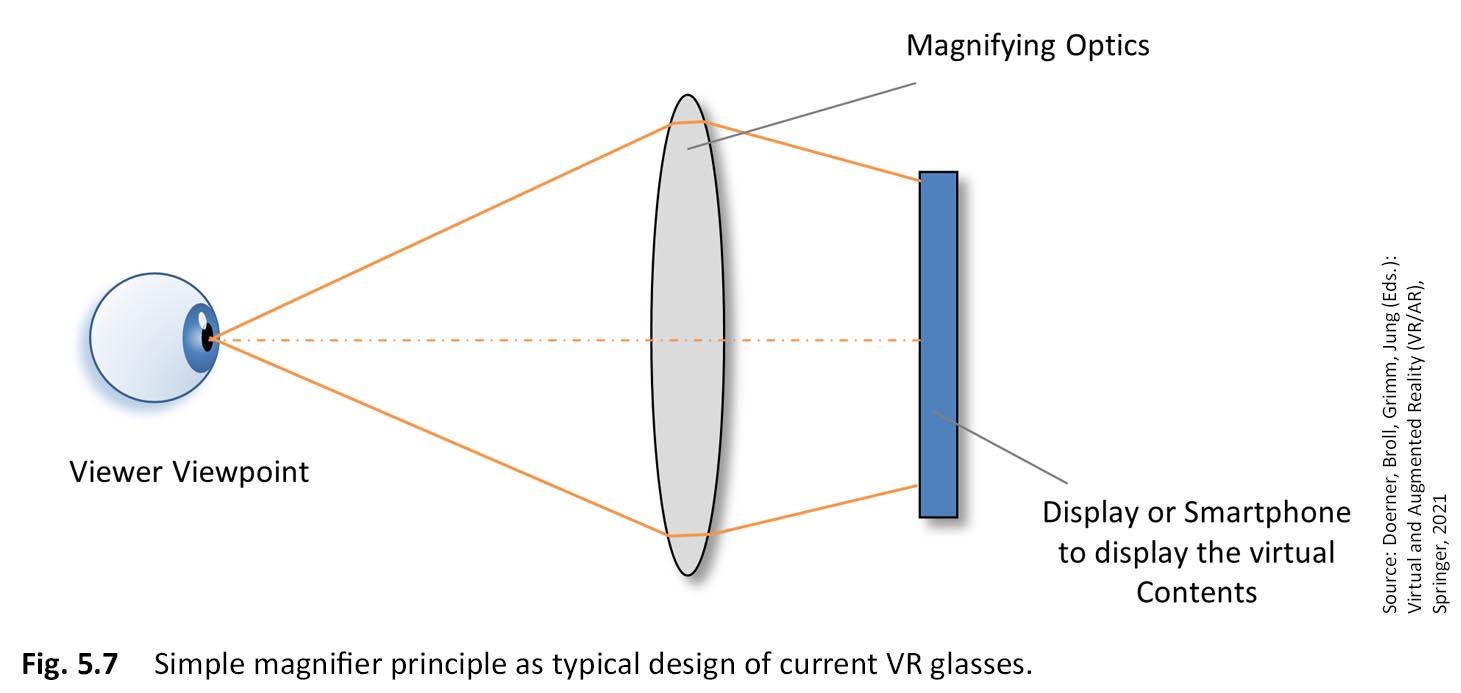 Magnifying Optics
Viewer Viewpoint
Display or Smartphone
to display the virtual
Contents
Source: Doerner, Broll, Grimm, Jung (Eds.):
Virtual and Augmented Reality (VR/AR),
Springer, 2021
Fig. 5.7 Simple magnifier principle as typical design of current VR glasses.